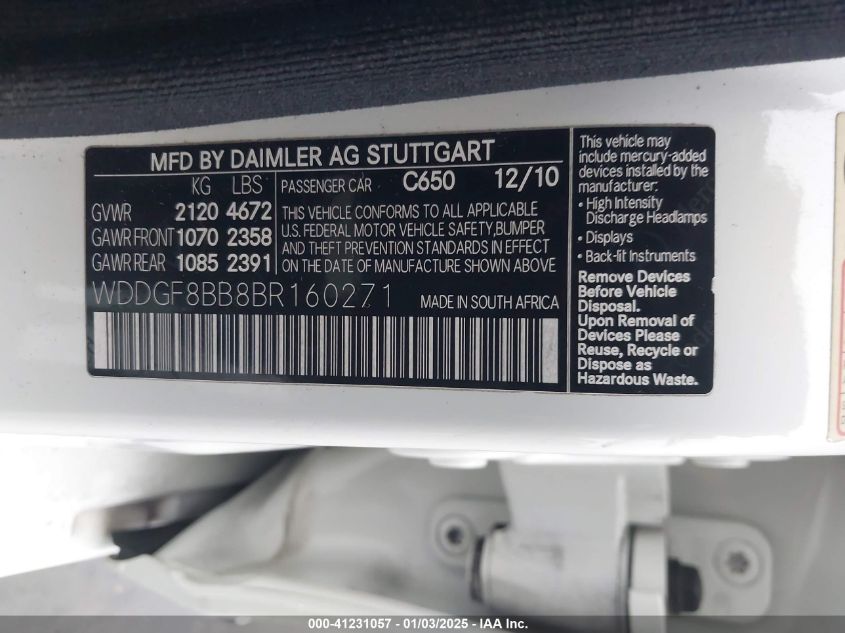 MFD BY DAIMLER AG STUTTGART
KG LBS
PASSENGER CAR C650 12/10
GVWR 2120 4672
GAWR FRONT 1070 2358
GAWR REAR 1085 2391
THIS VEHICLE CONFORMS TO ALL APPLICABLE
U.S. FEDERAL MOTOR VEHICLE SAFETY,BUMPER
AND THEFT PREVENTION STANDARDS IN EFFECT
ON THE DATE OF MANUFACTURE SHOWN ABOVE
WDDGF8BB8BR160271
MADE IN SOUTH AFRICA
This vehicle may
include mercury-added
devices installed by the
manufacturer:
• High Intensity
Discharge Headlamps
• Displays
• Back-lit Instruments
Remove Devices
Before Vehicle
Disposal.
Upon Removal of
Devices Please
Reuse, Recycle or
Dispose as
Hazardous Waste.
000-41231057 - 01/03/2025 - IAA Inc.